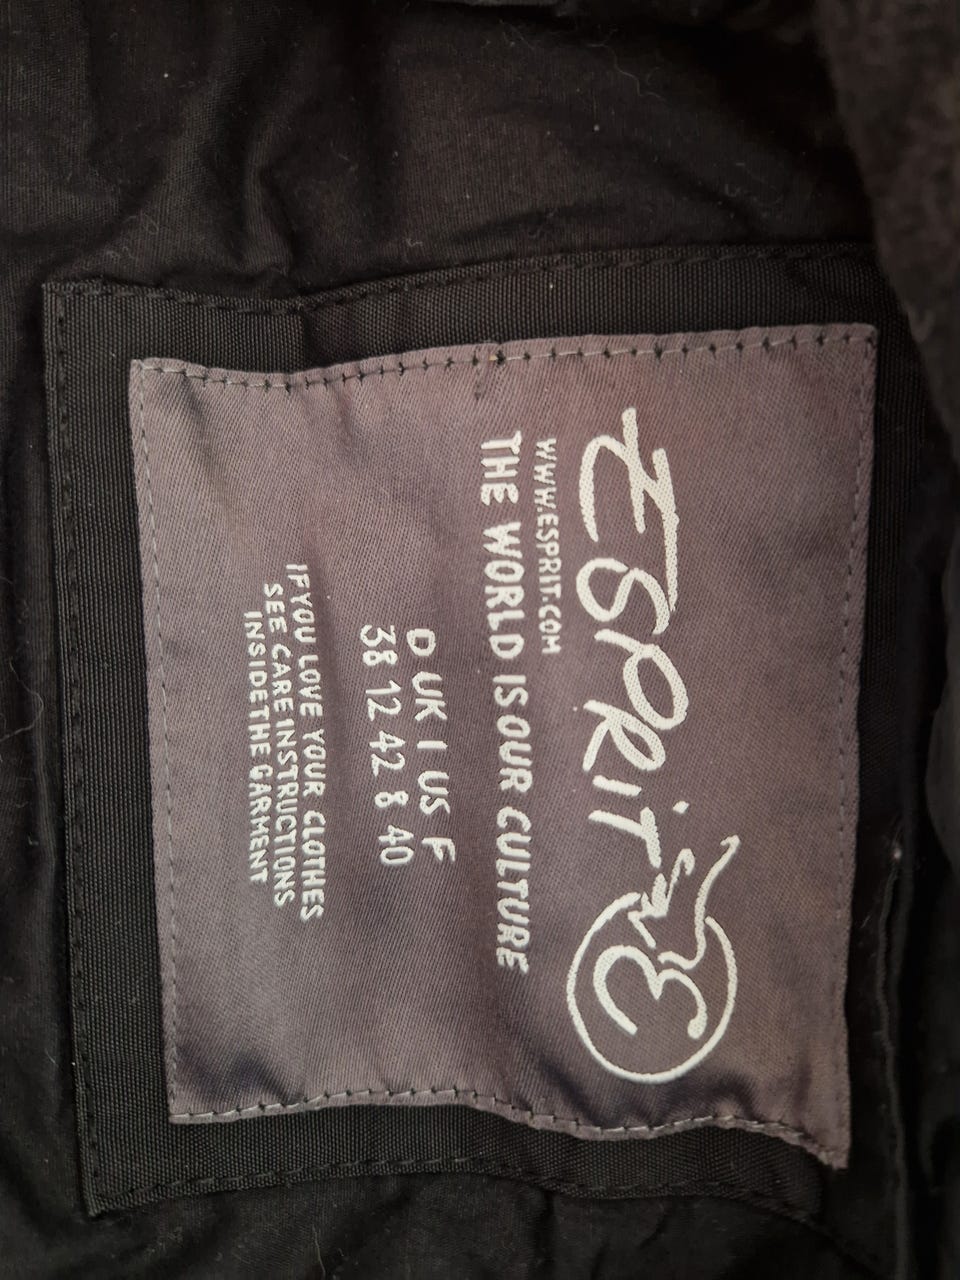 ESPRIT
WWW.ESPRIT.COM
THE WORLD IS OUR CULTURE
D UK I US F
38 12 42 8 40
IF YOU LOVE YOUR CLOTHES
SEE CARE INSTRUCTIONS
INSIDE THE GARMENT